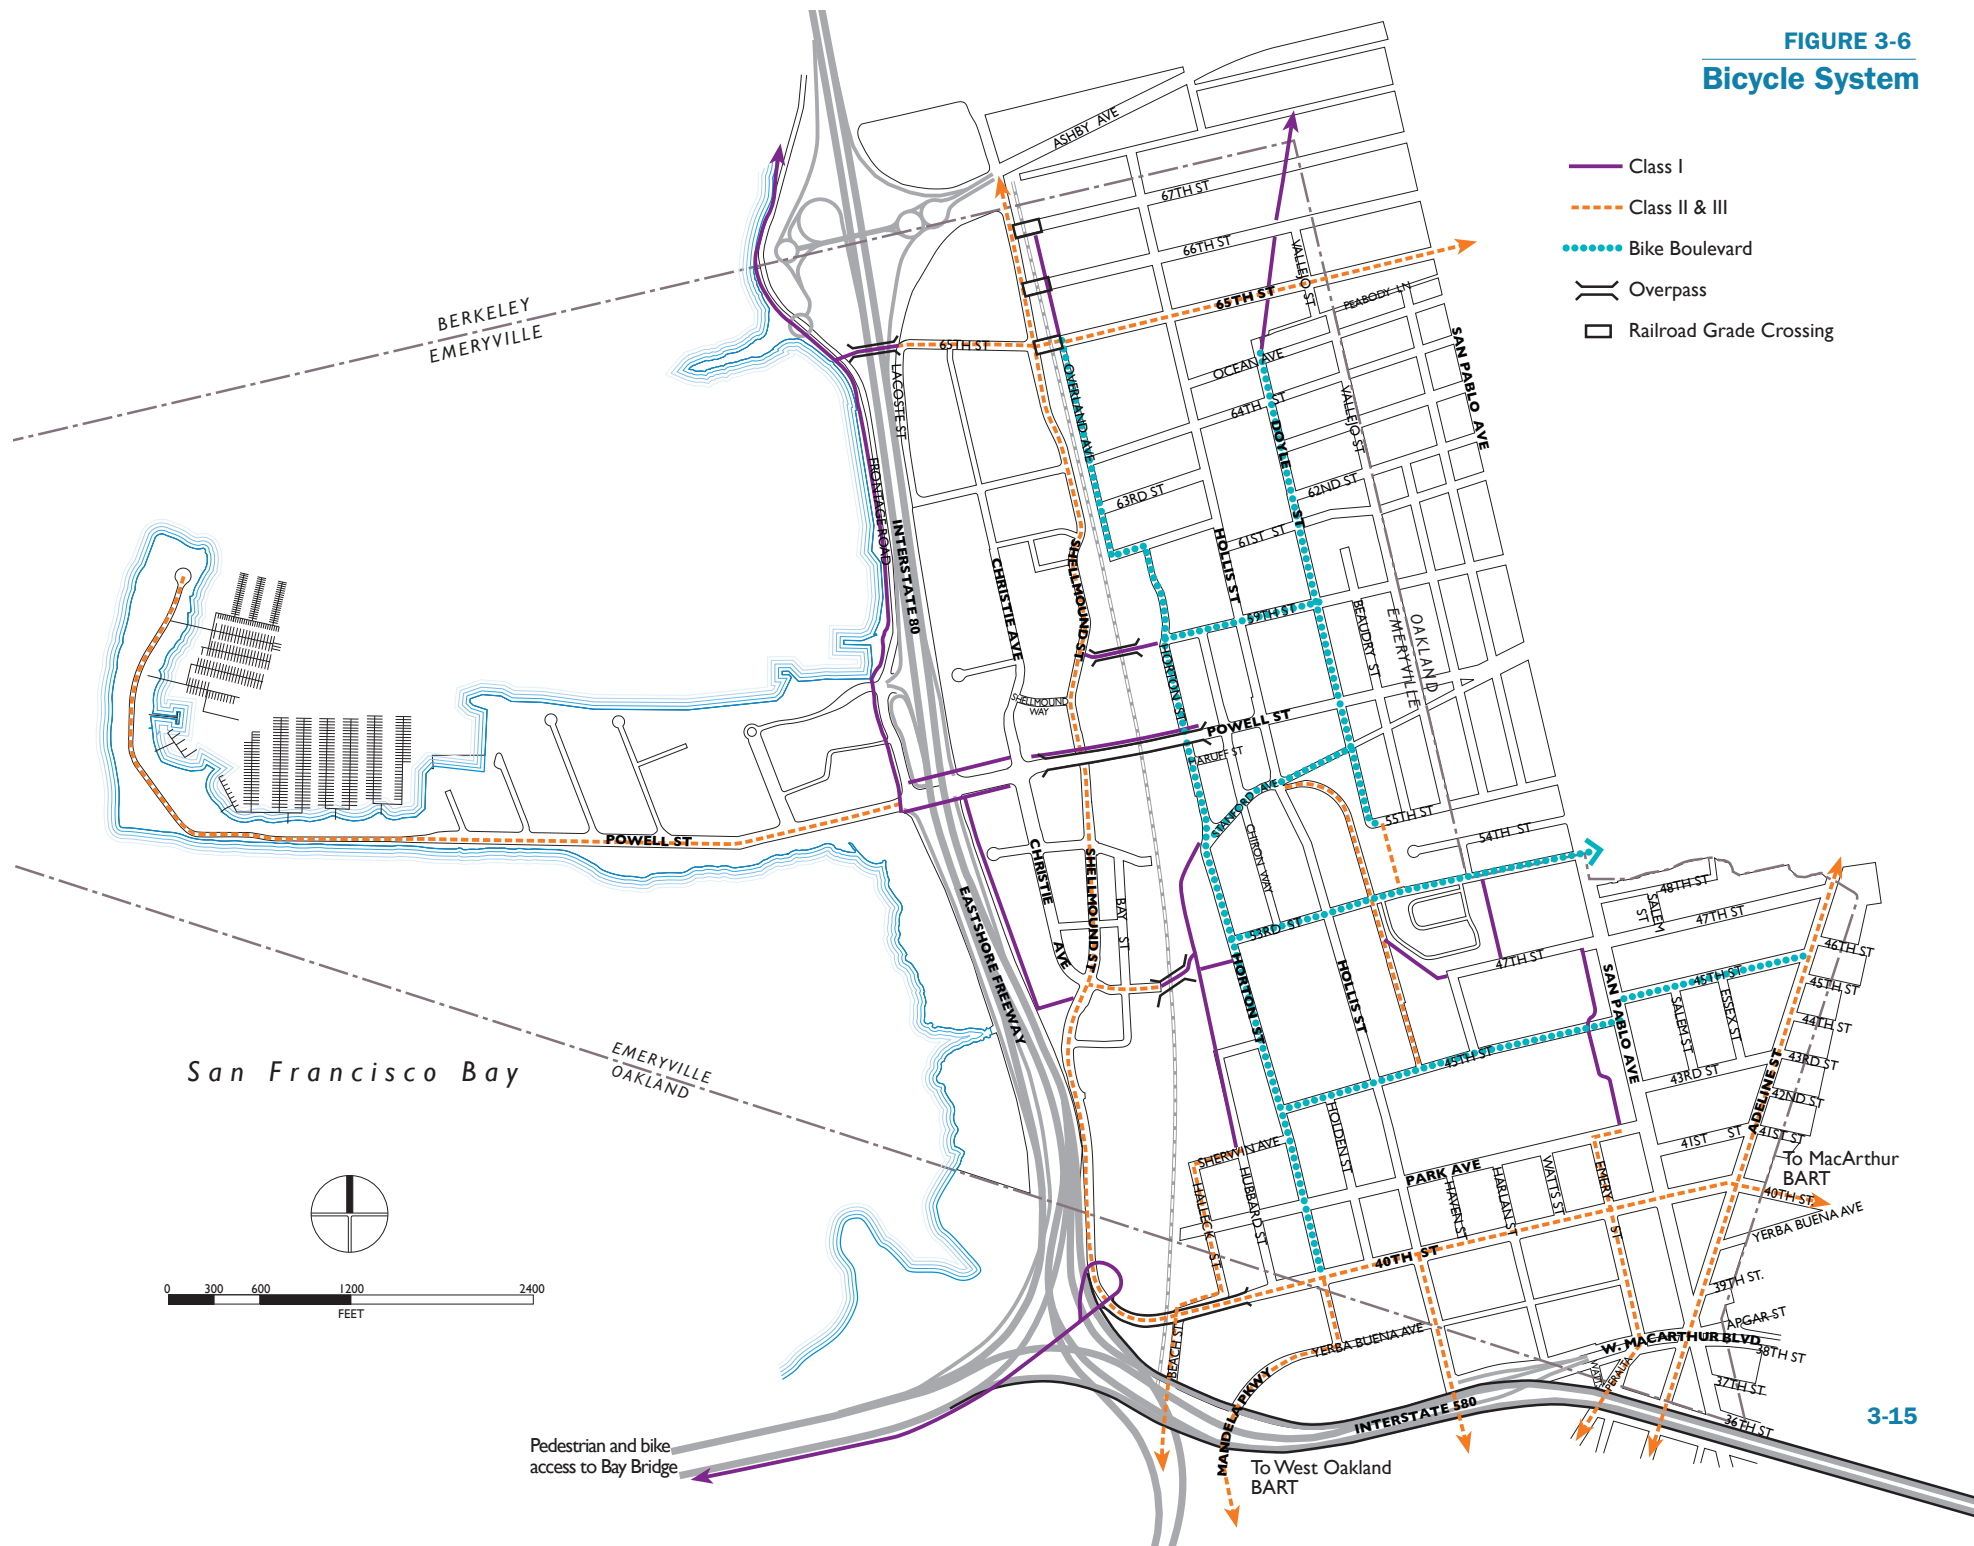 FIGURE 3-6
Bicycle System
Class I
Class II & III
Bike Boulevard
Overpass
Railroad Grade Crossing
ASHBY AVE
67TH ST
66TH ST
VALLEJO ST
65TH ST
PEABODY LN
BERKELEY
EMERYVILLE
65TH ST
LACOSTE ST
OVERLAND AVE
OCEAN AVE
64TH ST
VALLEJO ST
SAN PABLO AVE
DOYLE ST
FRONTAGE ROAD
INTERSTATE 80
63RD ST
62ND ST
61ST ST
HOLLIS ST
CHRISTIE AVE
SHELLMOUND ST
59TH ST
BEAUDRY ST
OAKLAND
EMERYVILLE
HORTON ST
SHELLMOUND
WAY
POWELL ST
HARUFF ST
STANFORD AVE
CHIRON WAY
55TH ST
54TH ST
POWELL ST
CHRISTIE AVE
SHELLMOUND ST
BAY ST
EASTSHORE FREEWAY
53RD ST
48TH ST
SALEM ST
47TH ST
46TH ST
47TH ST
HORTON ST
HOLLIS ST
SAN PABLO AVE
45TH ST
45TH ST
SALEM ST
ESSEX ST
44TH ST
45TH ST
43RD ST
43RD ST
42ND ST
ADELINE ST
41ST ST
41ST ST
San Francisco Bay
EMERYVILLE
OAKLAND
HOLDEN ST
SHERWIN AVE
HALLECK ST
HUBBARD ST
PARK AVE
HAVEN ST
HARLAN ST
WATTS ST
EMERY ST
To MacArthur
BART
40TH ST.
YERBA BUENA AVE
40TH ST
39TH ST.
APGAR ST
W. MACARTHUR BLVD
38TH ST
YERBA BUENA AVE
BEACH ST
WATTS
PERALTA
37TH ST.
36TH ST
MANDELA PKWY
INTERSTATE 580
0 300 600 1200 2400
FEET
Pedestrian and bike
access to Bay Bridge
To West Oakland
BART
3-15